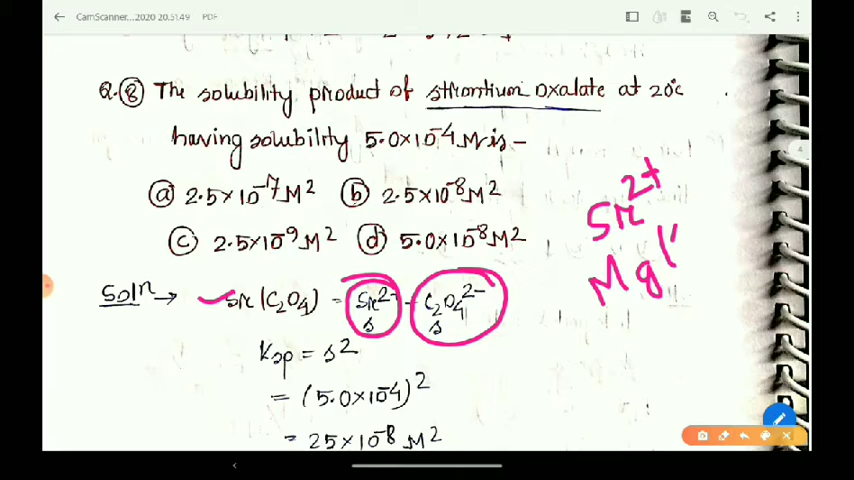 CamScanner...2020 20.51.49 PDF
Q.⑧ The solubility product of strontium oxalate at 20°c
having solubility 5.0×10⁻⁴ M is –
ⓐ 2.5×10⁻⁷ M² ⓑ 2.5×10⁻⁸ M²
ⓒ 2.5×10⁻⁹ M² ⓓ 5.0×10⁻⁸ M²
Solⁿ → Sr(C₂O₄) = Sr²⁺ + C₂O₄²⁻
s s
Ksp = s²
= (5.0×10⁻⁴)²
= 25×10⁻⁸ M²
Sr²⁺
Mg